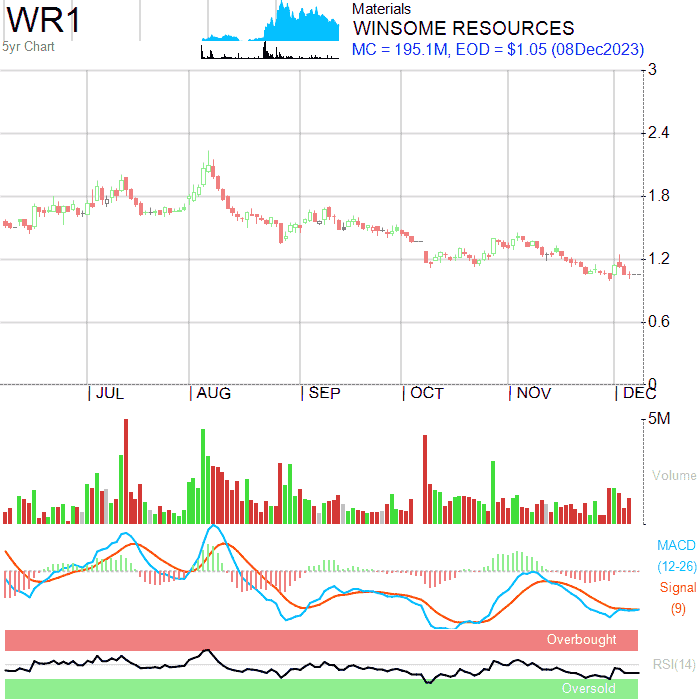 WR1
5yr Chart
Materials
WINSOME RESOURCES
MC = 195.1M, EOD = $1.05 (08Dec2023)
3
2.4
1.8
1.2
0.6
0
JUL AUG SEP OCT NOV DEC
5M
Volume
MACD
(12-26)
Signal
(9)
Overbought
RSI(14)
Oversold